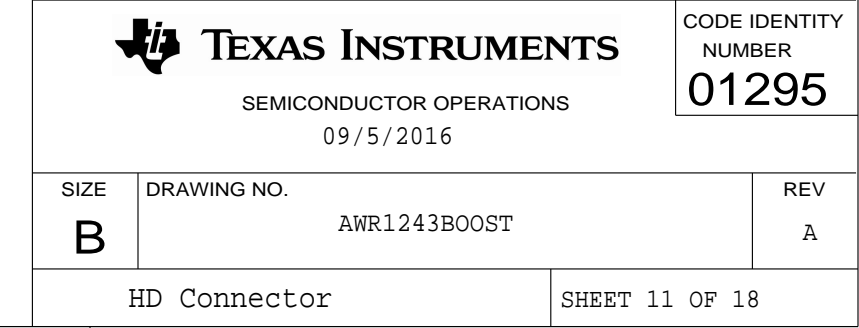 TEXAS INSTRUMENTS
SEMICONDUCTOR OPERATIONS
09/5/2016
CODE IDENTITY
NUMBER
01295
SIZE
B
DRAWING NO.
AWR1243BOOST
REV
A
HD Connector
SHEET 11 OF 18